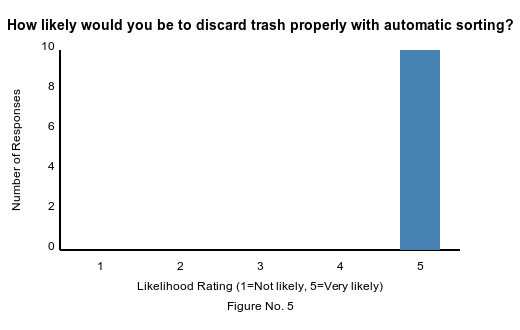 How likely would you be to discard trash properly with automatic sorting?
10
8
6
4
2
0
Number of Responses
1 2 3 4 5
Likelihood Rating (1=Not likely, 5=Very likely)
Figure No. 5